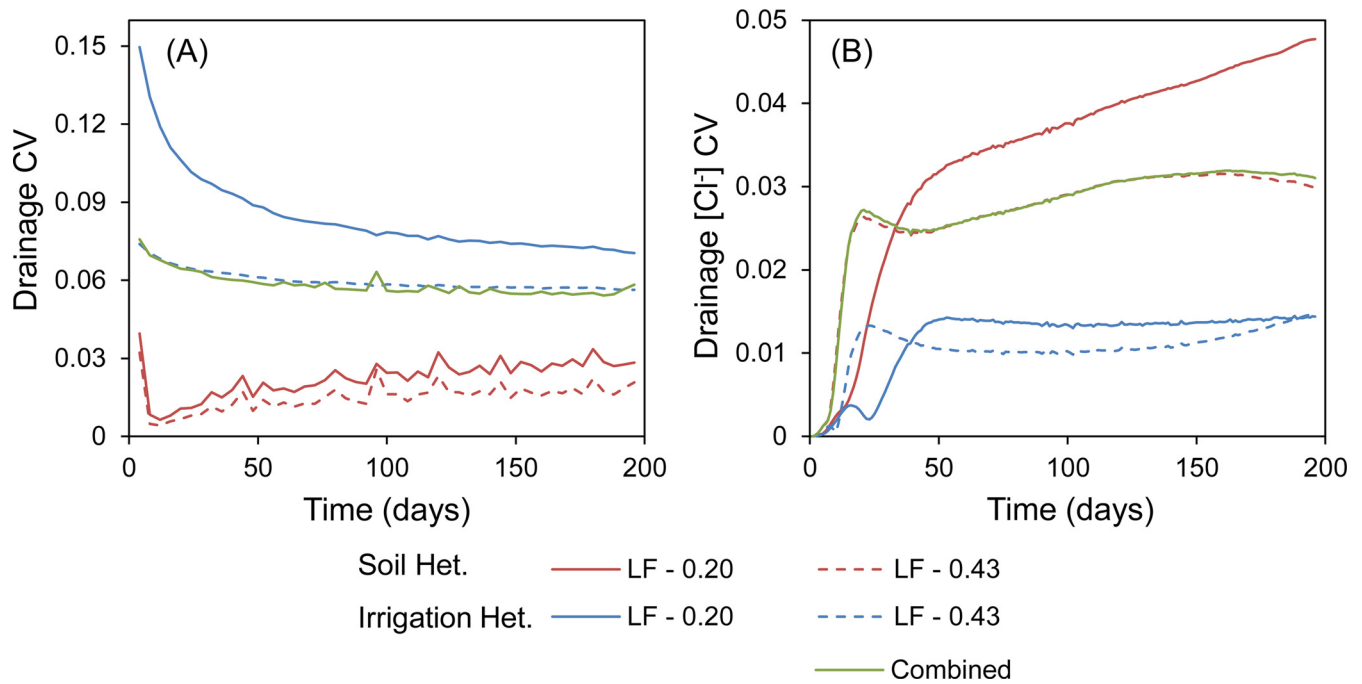 (A)
Drainage CV
0.15
0.12
0.09
0.06
0.03
0
0 50 100 150 200
Time (days)
(B)
Drainage [Cl-] CV
0.05
0.04
0.03
0.02
0.01
0
0 50 100 150 200
Time (days)
Soil Het. LF - 0.20 LF - 0.43
Irrigation Het. LF - 0.20 LF - 0.43
Combined